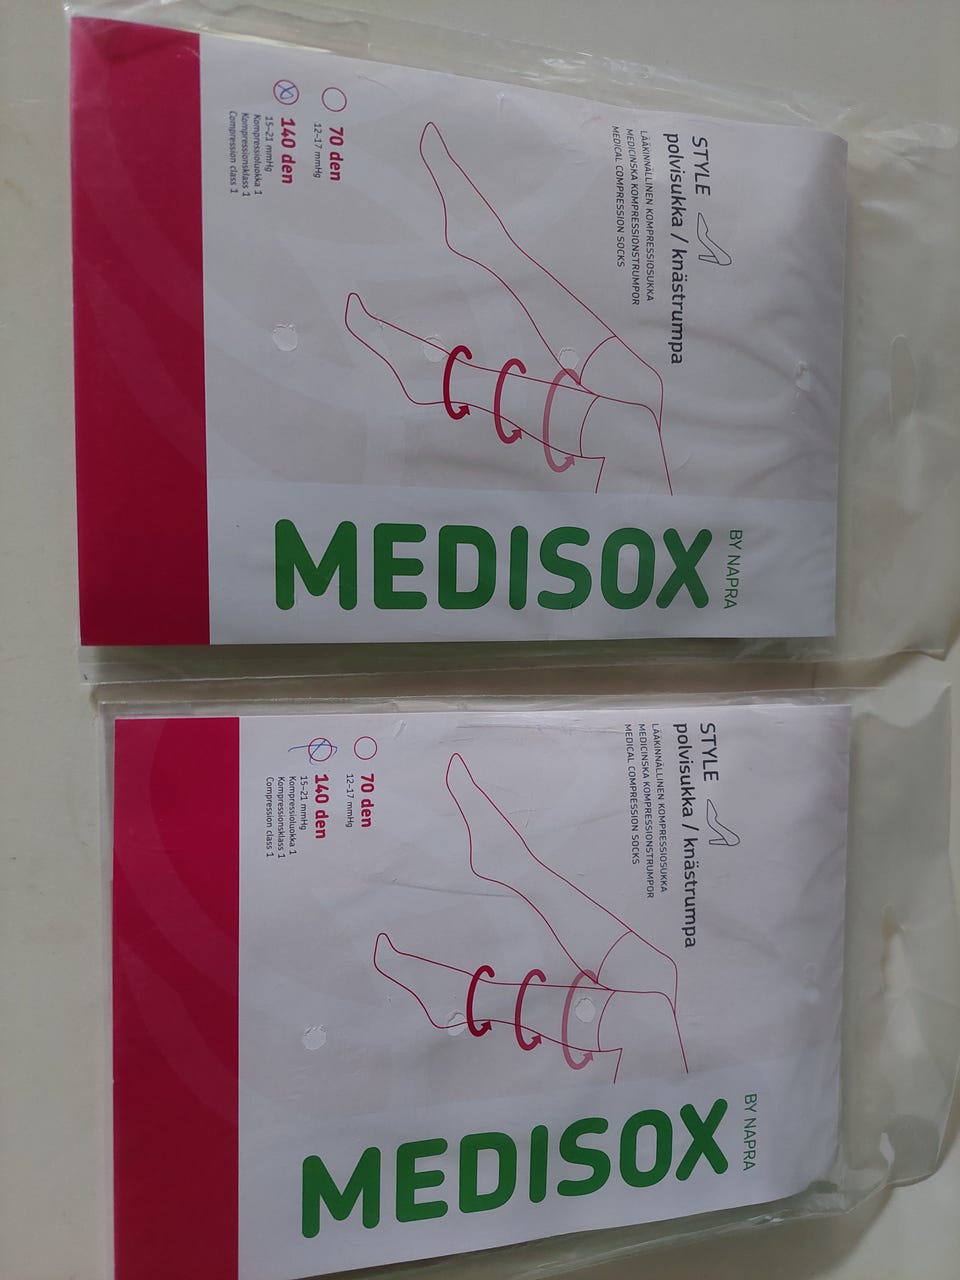 MEDISOX
BY NAPRA
STYLE
polvisukka / knästrumpa
LÄÄKINNÄLLINEN KOMPRESSIOSUKKA
MEDICINSKA KOMPRESSIONSTRUMPOR
MEDICAL COMPRESSION SOCKS
70 den
12–17 mmHg
140 den
15–21 mmHg
Kompressioluokka 1
Kompressionsklass 1
Compression class 1
MEDISOX
BY NAPRA
STYLE
polvisukka / knästrumpa
LÄÄKINNÄLLINEN KOMPRESSIOSUKKA
MEDICINSKA KOMPRESSIONSTRUMPOR
MEDICAL COMPRESSION SOCKS
70 den
12–17 mmHg
140 den
15–21 mmHg
Kompressioluokka 1
Kompressionsklass 1
Compression class 1